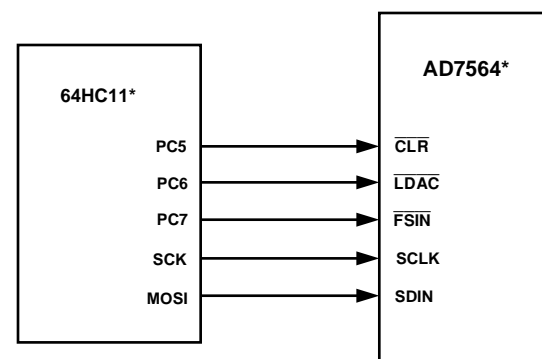 64HC11*
AD7564*
PC5
CLR
PC6
LDAC
PC7
FSIN
SCK
SCLK
MOSI
SDIN